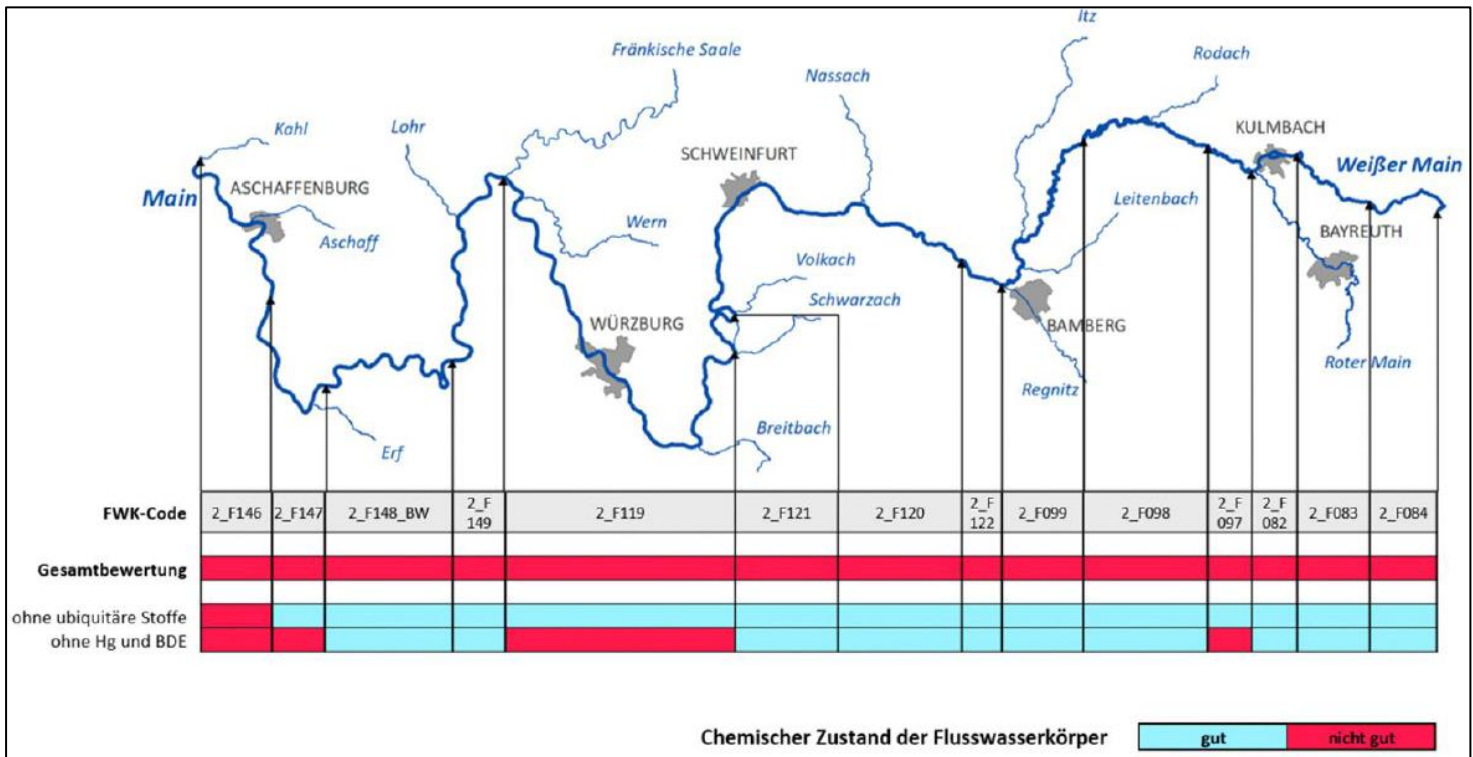 Itz
Fränkische Saale
Nassach
Rodach
Kahl
Lohr
KULMBACH
SCHWEINFURT
Weißer Main
Main
ASCHAFFENBURG
Leitenbach
Aschaff
Wern
BAYREUTH
Volkach
Schwarzach
WÜRZBURG
BAMBERG
Roter Main
Regnitz
Breitbach
Erf
FWK-Code
2_F146
2_F147
2_F148_BW
2_F
149
2_F119
2_F121
2_F120
2_F
122
2_F099
2_F098
2_F
097
2_F
082
2_F083
2_F084
Gesamtbewertung
ohne ubiquitäre Stoffe
ohne Hg und BDE
Chemischer Zustand der Flusswasserkörper
gut
nicht gut